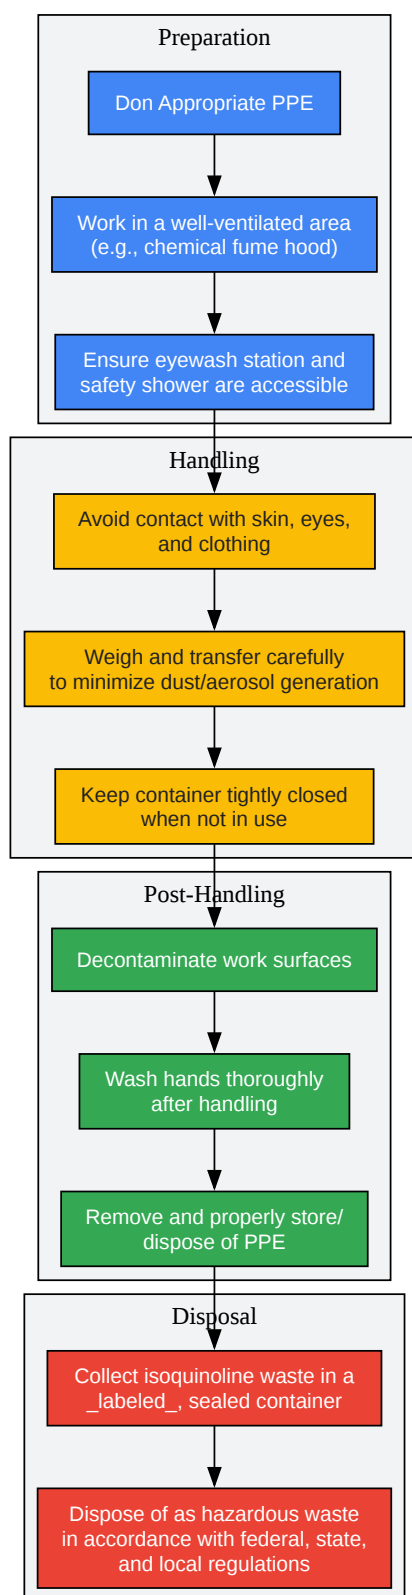 Preparation
Don Appropriate PPE
Work in a well-ventilated area
(e.g., chemical fume hood)
Ensure eyewash station and
safety shower are accessible
Handling
Avoid contact with skin, eyes,
and clothing
Weigh and transfer carefully
to minimize dust/aerosol generation
Keep container tightly closed
when not in use
Post-Handling
Decontaminate work surfaces
Wash hands thoroughly
after handling
Remove and properly store/
dispose of PPE
Disposal
Collect isoquinoline waste in a
_labeled_, sealed container
Dispose of as hazardous waste
in accordance with federal, state,
and local regulations